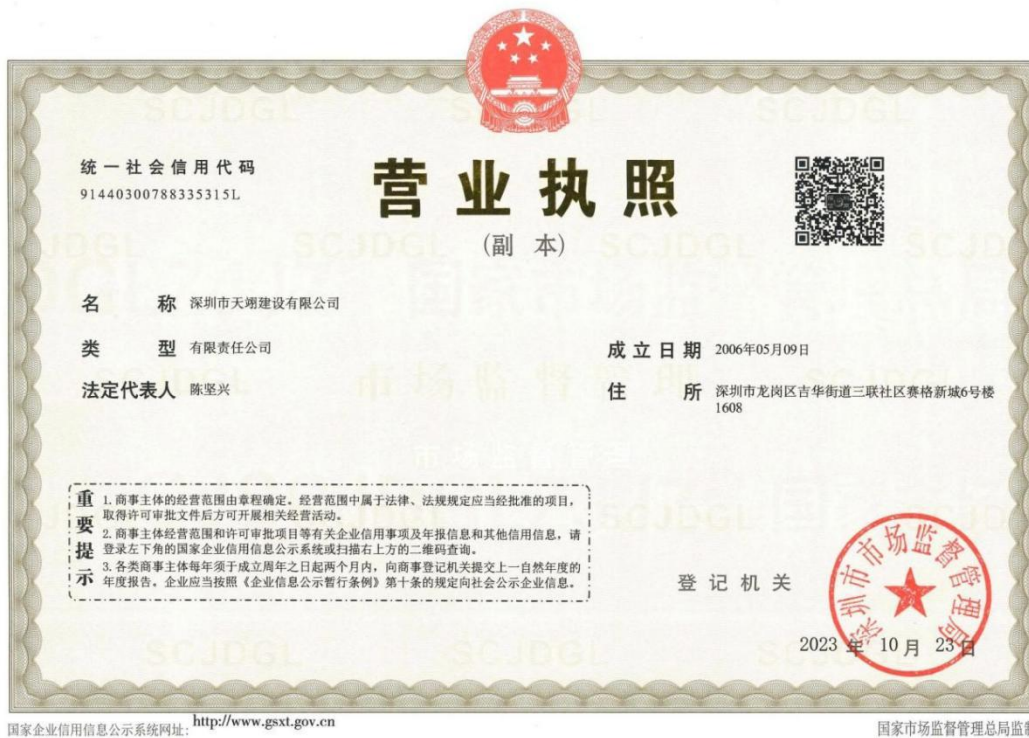 统一社会信用代码
91440300788335315L
营业执照
(副 本)
名 称 深圳市天翊建设有限公司
类 型 有限责任公司
法定代表人 陈坚兴
成立日期 2006年05月09日
住 所 深圳市龙岗区吉华街道三联社区赛格新城6号楼
1608
重要提示
1.商事主体的经营范围由章程确定。经营范围中属于法律、法规规定应当经批准的项目,
取得许可审批文件后方可开展相关经营活动。
2.商事主体经营范围和许可审批项目等有关企业信用事项及年报信息和其他信用信息,请
登录左下角的国家企业信用信息公示系统或扫描右上方的二维码查询。
3.各类商事主体每年须于成立周年之日起两个月内,向商事登记机关提交上一自然年度的
年度报告。企业应当按照《企业信息公示暂行条例》第十条的规定向社会公示企业信息。
登记机关
深圳市市场监督管理局
2023 年 10 月 23 日
国家企业信用信息公示系统网址: http://www.gsxt.gov.cn
国家市场监督管理总局监制
SCJDGL
市场监督管理